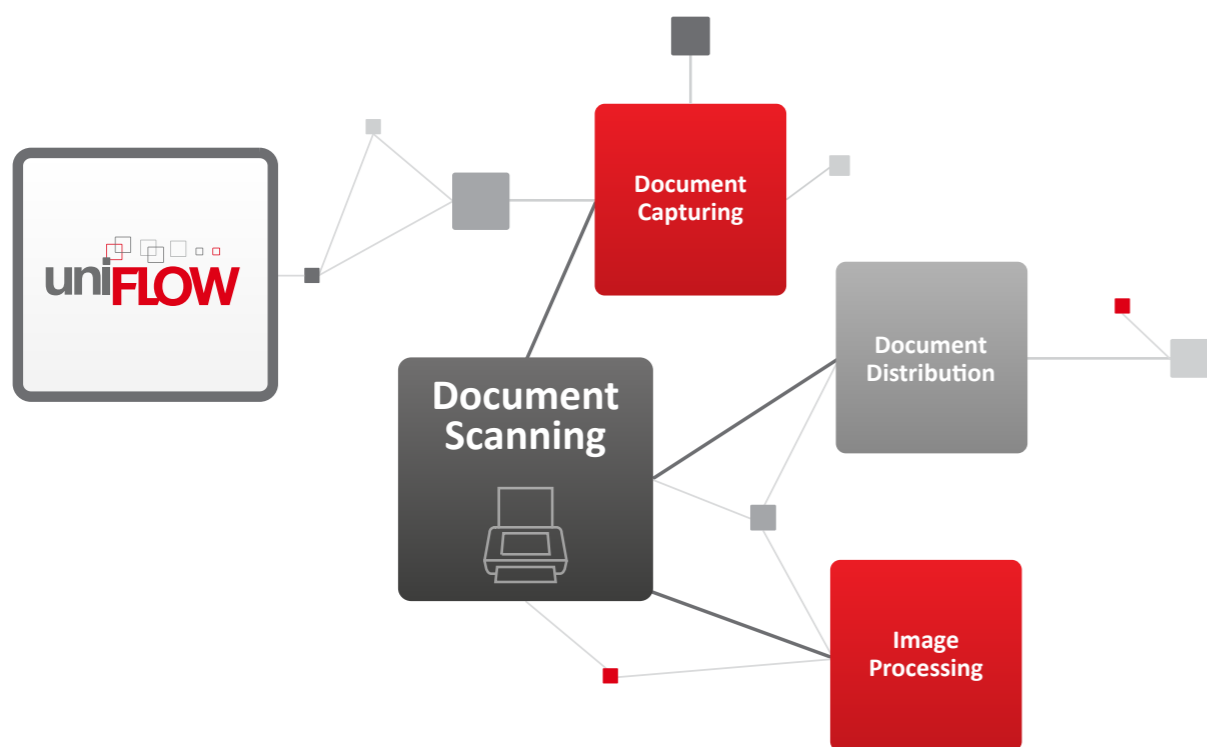 uniFLOW
Document
Capturing
Document
Distribution
Document
Scanning
Image
Processing